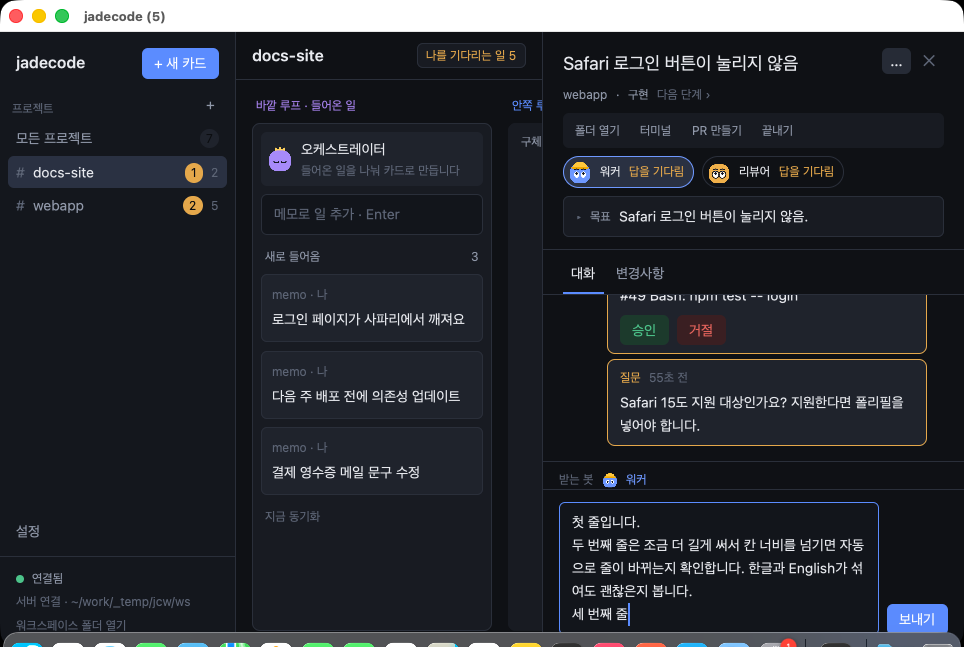 jadecode (5)
jadecode
+ 새 카드
프로젝트
+
모든 프로젝트
7
# docs-site
1
2
# webapp
2
5
설정
연결됨
서버 연결 · ~/work/_temp/jcw/ws
워크스페이스 폴더 열기
docs-site
나를 기다리는 일 5
바깥 루프 · 들어온 일
오케스트레이터
들어온 일을 나눠 카드로 만듭니다
메모로 일 추가 · Enter
새로 들어옴
3
memo · 나
로그인 페이지가 사파리에서 깨져요
memo · 나
다음 주 배포 전에 의존성 업데이트
memo · 나
결제 영수증 메일 문구 수정
지금 동기화
안쪽
구체
Safari 로그인 버튼이 눌리지 않음
...
webapp · 구현 다음 단계 ›
폴더 열기
터미널
PR 만들기
끝내기
워커 답을 기다림
리뷰어 답을 기다림
목표 Safari 로그인 버튼이 눌리지 않음.
대화
변경사항
#49 Bash: npm test -- login
승인
거절
질문 55초 전
Safari 15도 지원 대상인가요? 지원한다면 폴리필을
넣어야 합니다.
받는 봇 워커
첫 줄입니다.
두 번째 줄은 조금 더 길게 써서 칸 너비를 넘기면 자동
으로 줄이 바뀌는지 확인합니다. 한글과 English가 섞
여도 괜찮은지 봅니다.
세 번째 줄
보내기